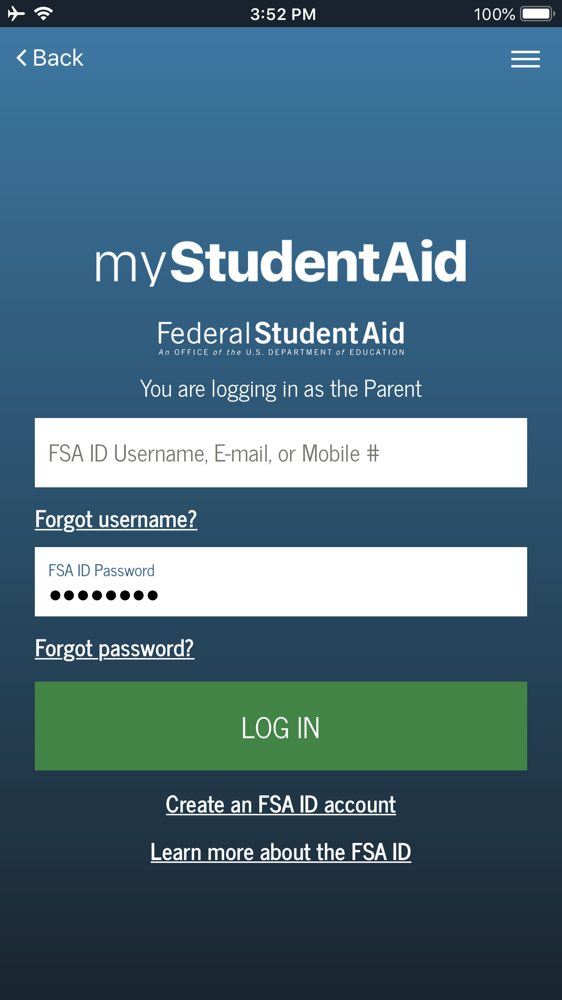 3:52 PM
100%
Back
myStudentAid
Federal Student Aid
An OFFICE of the U.S. DEPARTMENT of EDUCATION
You are logging in as the Parent
FSA ID Username, E-mail, or Mobile #
Forgot username?
FSA ID Password
●●●●●●●●
Forgot password?
LOG IN
Create an FSA ID account
Learn more about the FSA ID